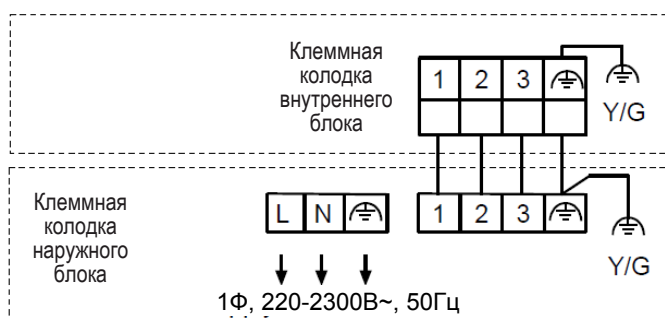 Клеммная
колодка
внутреннего
блока
1 2 3
Y/G
Клеммная
колодка
наружного
блока
L N
1 2 3
Y/G
1Ф, 220-2300В~, 50Гц